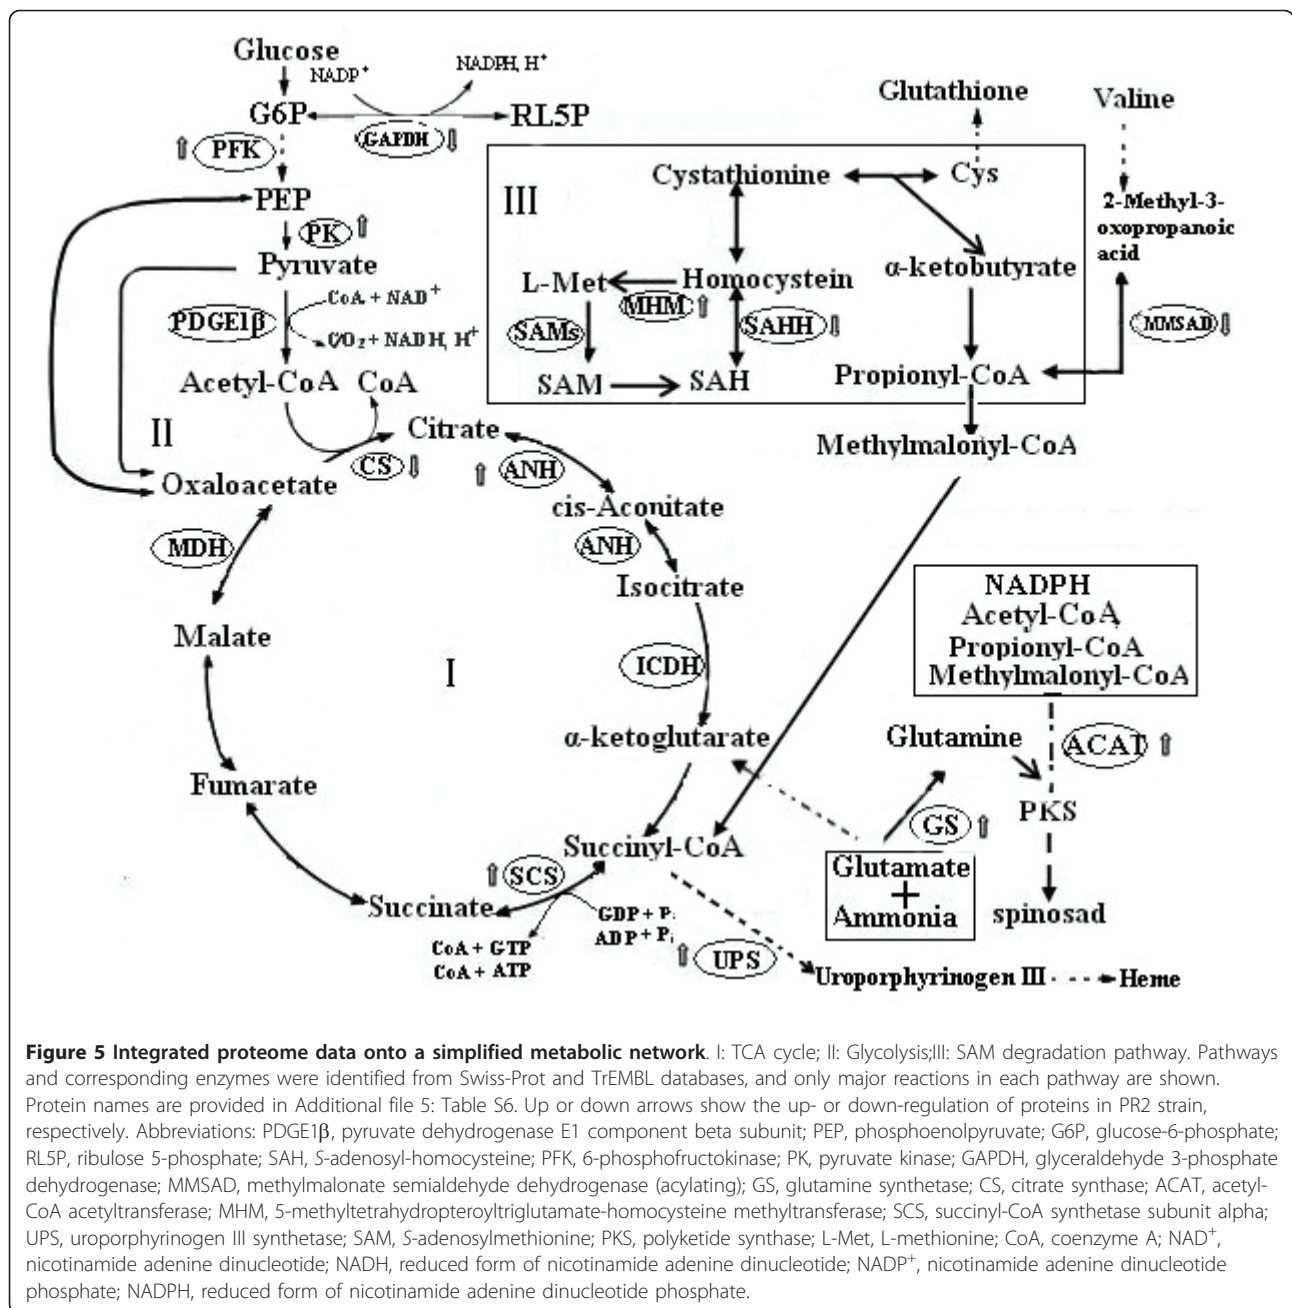 Glucose
NADP+
NADPH, H+
G6P
RL5P
GAPDH
PFK
PEP
PK
Pyruvate
CoA + NAD+
PDGE1β
CO2 + NADH, H+
Acetyl-CoA
CoA
II
Citrate
CS
ANH
Oxaloacetate
cis-Aconitate
MDH
ANH
Isocitrate
Malate
I
ICDH
α-ketoglutarate
Fumarate
Succinyl-CoA
SCS
Succinate
GDP + Pi
ADP + Pi
CoA + GTP
CoA + ATP
UPS
Uroporphyrinogen III
Heme
III
Glutathione
Valine
Cystathionine
Cys
2-Methyl-3-
oxopropanoic
acid
L-Met
Homocystein
α-ketobutyrate
MHM
SAMs
SAHH
MMSAD
SAM
SAH
Propionyl-CoA
Methylmalonyl-CoA
NADPH
Acetyl-CoA
Propionyl-CoA
Methylmalonyl-CoA
Glutamine
ACAT
GS
PKS
Glutamate
+
Ammonia
spinosad
Figure 5 Integrated proteome data onto a simplified metabolic network. I: TCA cycle; II: Glycolysis;III: SAM degradation pathway. Pathways
and corresponding enzymes were identified from Swiss-Prot and TrEMBL databases, and only major reactions in each pathway are shown.
Protein names are provided in Additional file 5: Table S6. Up or down arrows show the up- or down-regulation of proteins in PR2 strain,
respectively. Abbreviations: PDGE1β, pyruvate dehydrogenase E1 component beta subunit; PEP, phosphoenolpyruvate; G6P, glucose-6-phosphate;
RL5P, ribulose 5-phosphate; SAH, S-adenosyl-homocysteine; PFK, 6-phosphofructokinase; PK, pyruvate kinase; GAPDH, glyceraldehyde 3-phosphate
dehydrogenase; MMSAD, methylmalonate semialdehyde dehydrogenase (acylating); GS, glutamine synthetase; CS, citrate synthase; ACAT, acetyl-
CoA acetyltransferase; MHM, 5-methyltetrahydropteroyltriglutamate-homocysteine methyltransferase; SCS, succinyl-CoA synthetase subunit alpha;
UPS, uroporphyrinogen III synthetase; SAM, S-adenosylmethionine; PKS, polyketide synthase; L-Met, L-methionine; CoA, coenzyme A; NAD+,
nicotinamide adenine dinucleotide; NADH, reduced form of nicotinamide adenine dinucleotide; NADP+, nicotinamide adenine dinucleotide
phosphate; NADPH, reduced form of nicotinamide adenine dinucleotide phosphate.